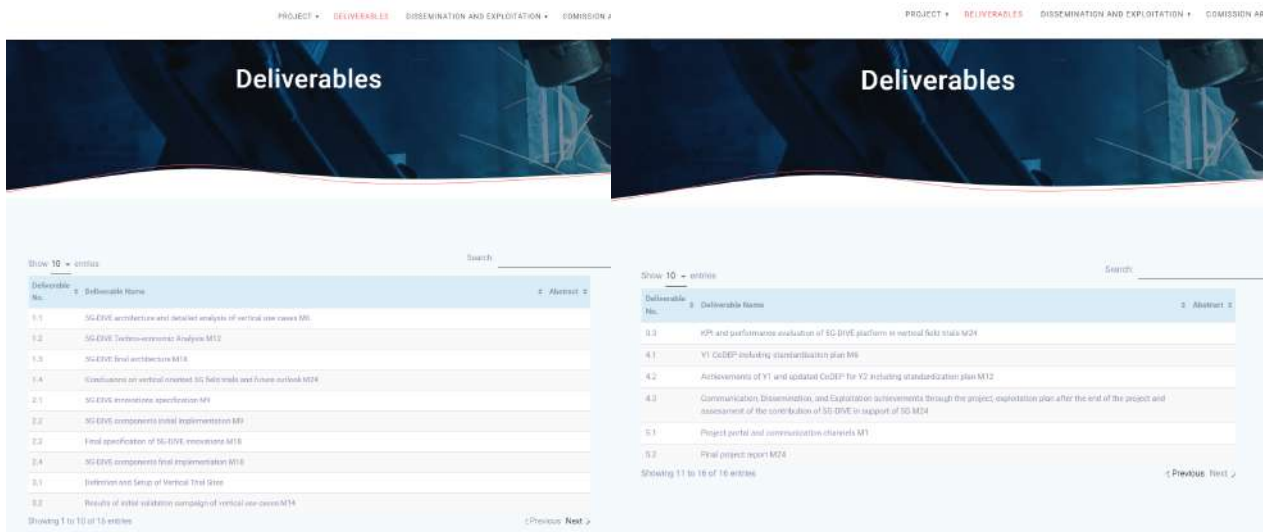 PROJECT ▾ DELIVERABLES DISSEMINATION AND EXPLOITATION ▾ COMISSION A
Deliverables
Show 10 entries
Search:
Deliverable No. Deliverable Name Abstract
1.1 5G-DIVE architecture and detailed analysis of vertical use cases M6
1.2 5G-DIVE Techno-economic Analysis M12
1.3 5G-DIVE final architecture M18
1.4 Conclusions on vertical oriented 5G field trials and future outlook M24
2.1 5G-DIVE innovations specification M9
2.2 5G-DIVE components initial implementation M9
2.3 Final specification of 5G-DIVE innovations M18
2.4 5G-DIVE components final implementation M18
3.1 Definition and Setup of Vertical Trial Sites
3.2 Results of initial validation campaign of vertical use cases M14
Showing 1 to 10 of 16 entries
Previous Next
PROJECT ▾ DELIVERABLES DISSEMINATION AND EXPLOITATION ▾ COMISSION AR
Deliverables
Show 10 entries
Search:
Deliverable No. Deliverable Name Abstract
3.3 KPI and performance evaluation of 5G-DIVE platform in vertical field trials M24
4.1 Y1 CoDEP including standardization plan M6
4.2 Achievements of Y1 and updated CoDEP for Y2 including standardization plan M12
4.3 Communication, Dissemination, and Exploitation achievements through the project, exploitation plan after the end of the project and
assessment of the contribution of 5G-DIVE in support of 5G M24
5.1 Project portal and communication channels M1
5.2 Final project report M24
Showing 11 to 16 of 16 entries
Previous Next